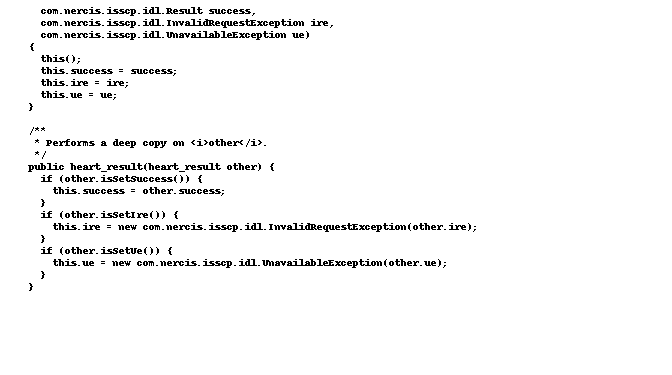 com.nercis.isscp.idl.Result success,
com.nercis.isscp.idl.InvalidRequestException ire,
com.nercis.isscp.idl.UnavailableException ue)
{
this();
this.success = success;
this.ire = ire;
this.ue = ue;
}
/**
* Performs a deep copy on <i>other</i>.
*/
public heart_result(heart_result other) {
if (other.isSetSuccess()) {
this.success = other.success;
}
if (other.isSetIre()) {
this.ire = new com.nercis.isscp.idl.InvalidRequestException(other.ire);
}
if (other.isSetUe()) {
this.ue = new com.nercis.isscp.idl.UnavailableException(other.ue);
}
}